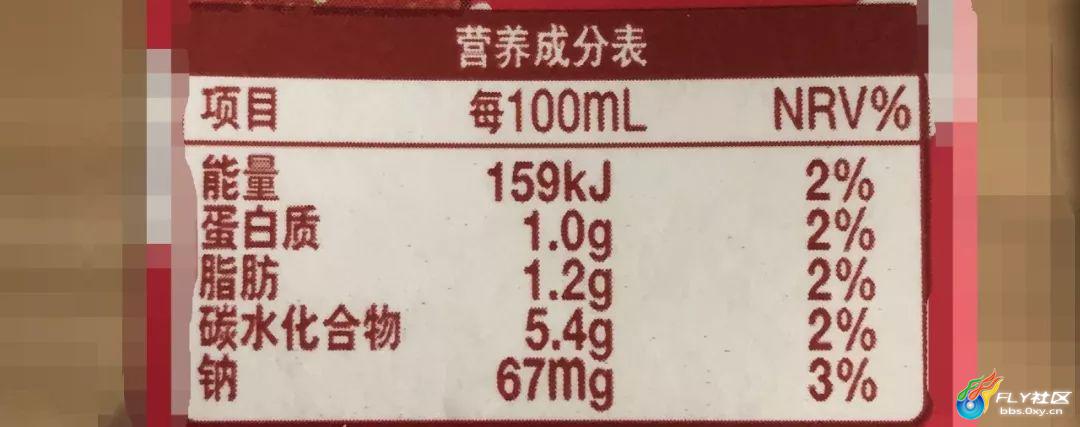 营养成分表
项目 每100mL NRV%
能量 159kJ 2%
蛋白质 1.0g 2%
脂肪 1.2g 2%
碳水化合物 5.4g 2%
钠 67mg 3%
FLY社区
bbs.0xy.cn